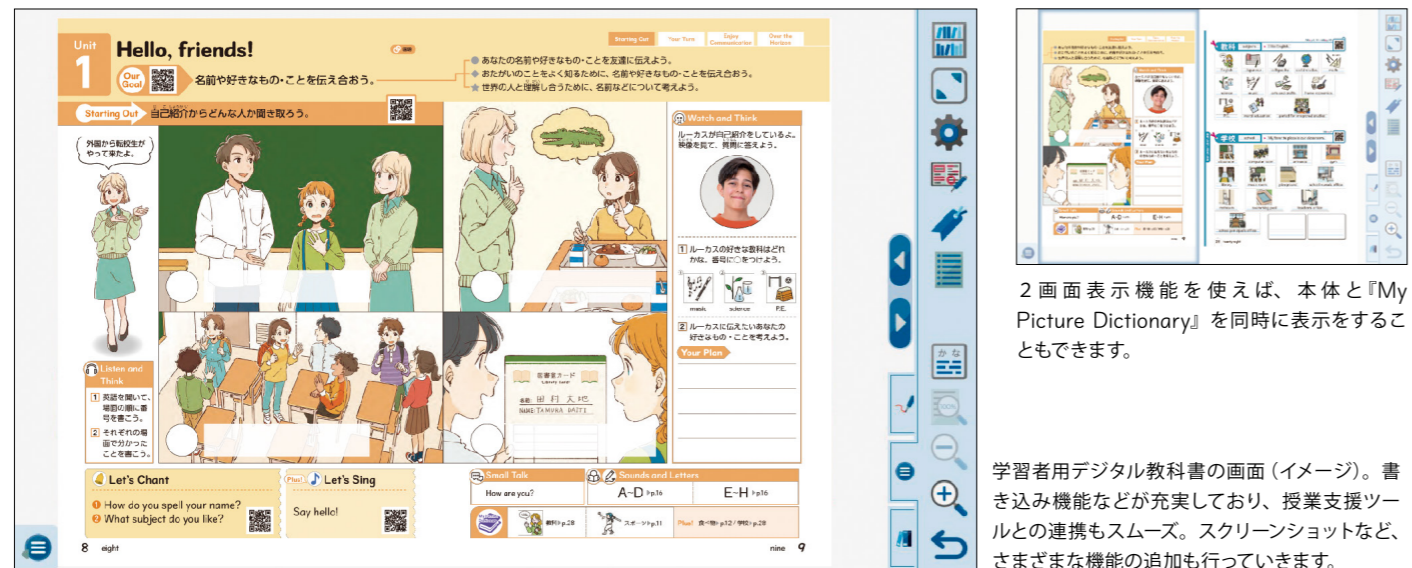 Unit
1
Hello, friends!
Starting Out
Your Turn
Enjoy
Communication
Over the
Horizon
Our
Goal
名前や好きなもの・ことを伝え合おう。
あなたの名前や好きなもの・ことを友達に伝えよう。
おたがいのことをよく知るために、名前や好きなもの・ことを伝え合おう。
世界の人と理解し合うために、名前などについて考えよう。
Starting Out
自己紹介からどんな人か聞き取ろう。
外国から転校生が
やって来たよ。
Listen and
Think
1 英語を聞いて、
場面の順に番
号を書こう。
2 それぞれの場
面で分かった
ことを書こう。
図書室カード
Library Card
名前: 田村 大地
NAME: TAMURA DAITI
Watch and Think
ルーカスが自己紹介をしているよ。
映像を見て、質問に答えよう。
1 ルーカスの好きな教科はどれ
かな。番号に○をつけよう。
① ② ③
music science P.E.
2 ルーカスに伝えたいあなたの
好きなもの・ことを考えよう。
Your Plan
Let's Chant
❶ How do you spell your name?
❷ What subject do you like?
Plus! Let's Sing
Say hello!
Small Talk
How are you?
Sounds and Letters
A~D ▶p.16
E~H ▶p.16
教科▶p.28
スポーツ▶p.11
Plus! 食べ物▶p.12/学校▶p.28
8 eight
nine 9
かな
100%
教科
学校
2画面表示機能を使えば、本体と『My
Picture Dictionary』を同時に表示をするこ
ともできます。
学習者用デジタル教科書の画面（イメージ）。書
き込み機能などが充実しており、授業支援ツー
ルとの連携もスムーズ。スクリーンショットなど、
さまざまな機能の追加も行っていきます。